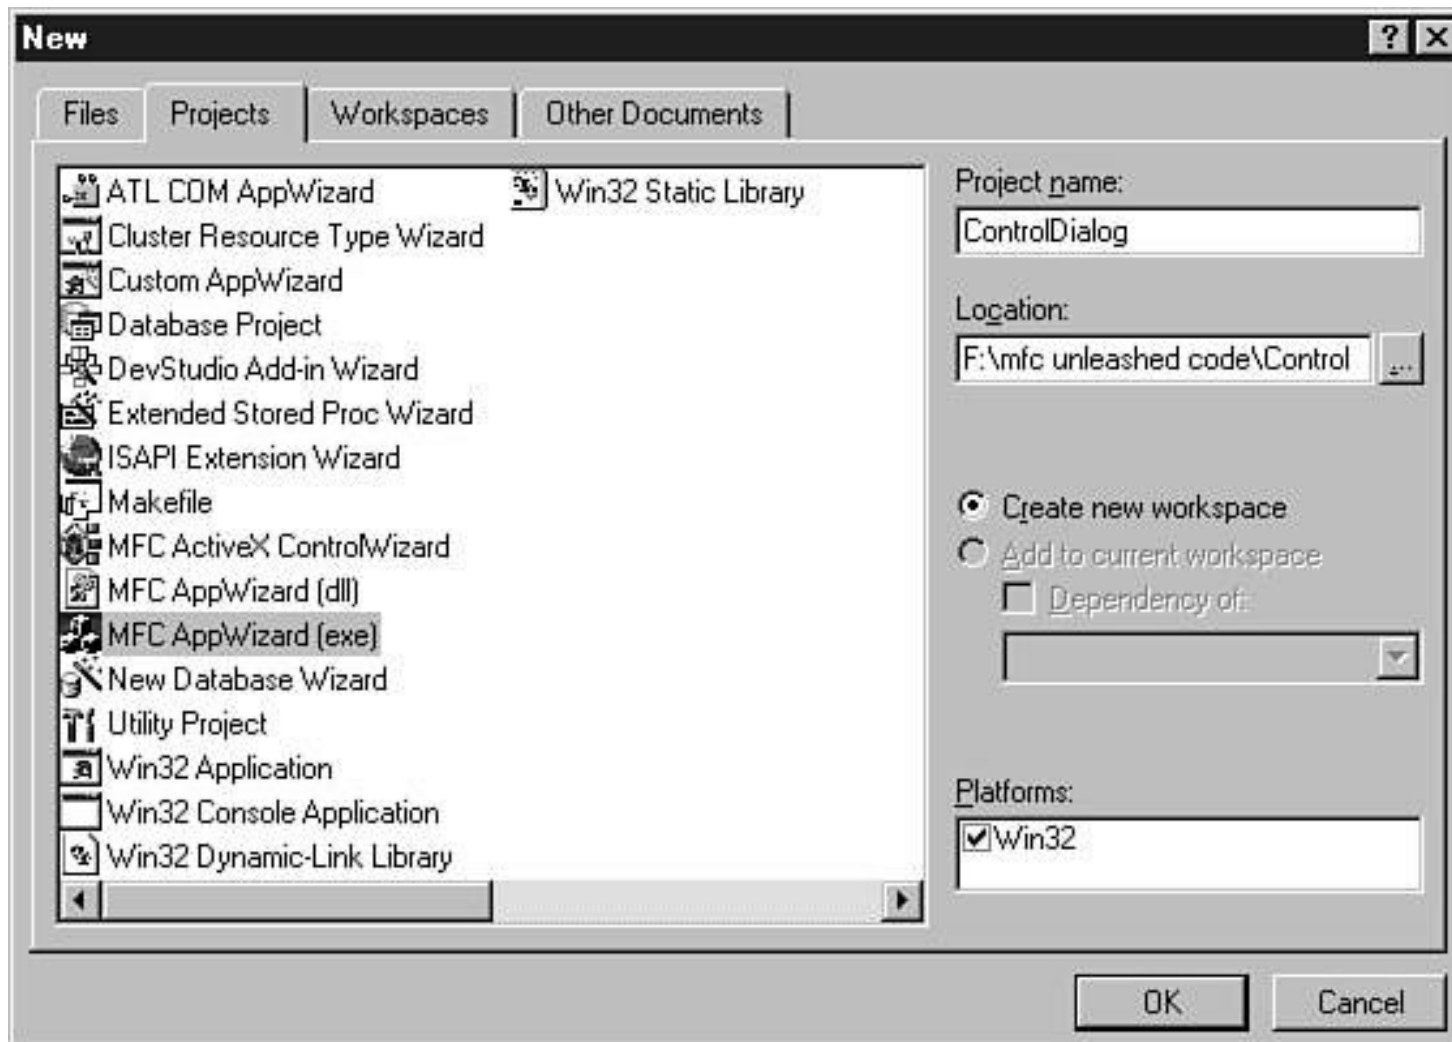 New
Files
Projects
Workspaces
Other Documents
ATL COM AppWizard
Cluster Resource Type Wizard
Custom AppWizard
Database Project
DevStudio Add-in Wizard
Extended Stored Proc Wizard
ISAPI Extension Wizard
Makefile
MFC ActiveX ControlWizard
MFC AppWizard (dll)
MFC AppWizard (exe)
New Database Wizard
Utility Project
Win32 Application
Win32 Console Application
Win32 Dynamic-Link Library
Win32 Static Library
Project name:
ControlDialog
Location:
F:\mfc unleashed code\Control
...
Create new workspace
Add to current workspace
Dependency of:
Platforms:
Win32
OK
Cancel